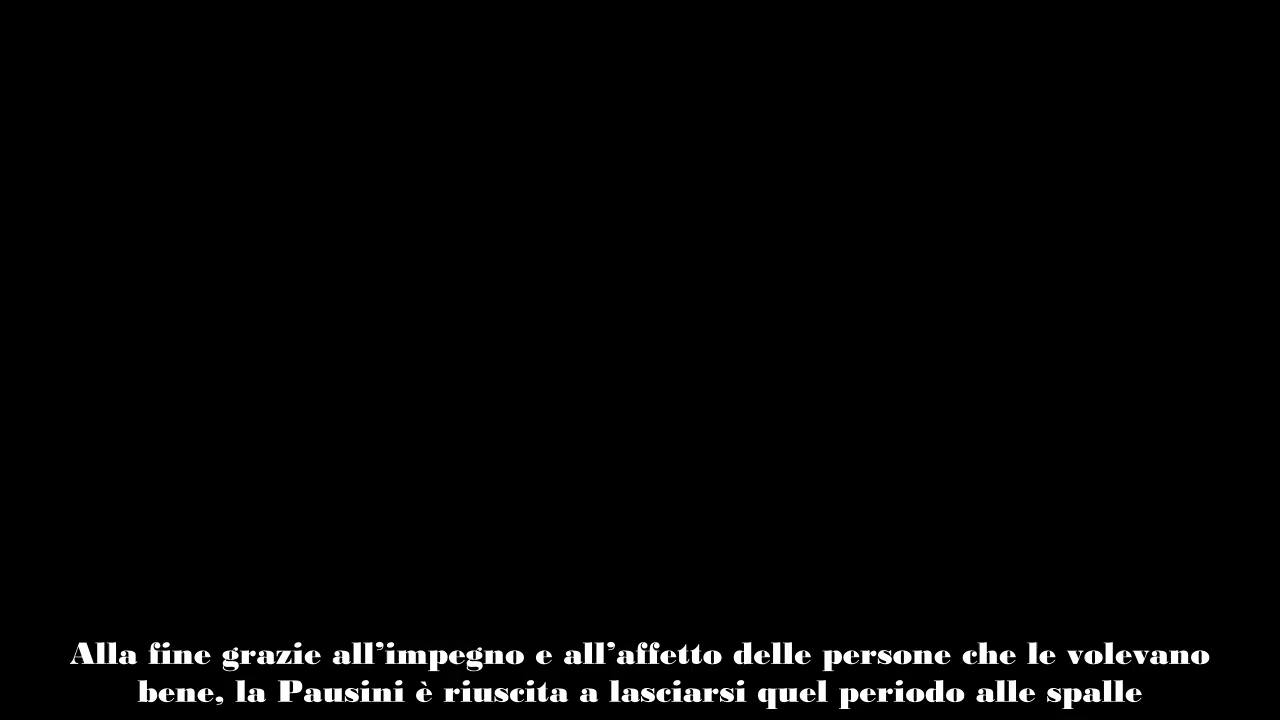 Alla fine grazie all’impegno e all’affetto delle persone che le volevano
bene, la Pausini è riuscita a lasciarsi quel periodo alle spalle